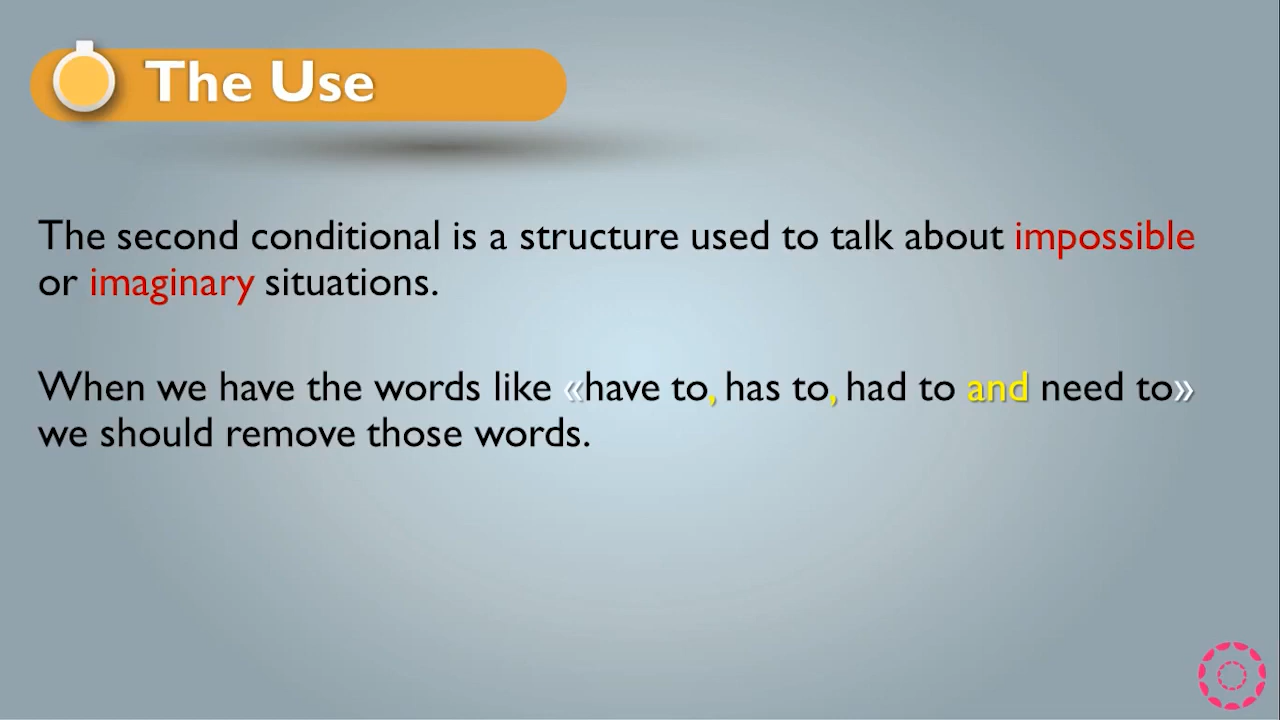 The Use
The second conditional is a structure used to talk about impossible
or imaginary situations.
When we have the words like «have to, has to, had to and need to»
we should remove those words.